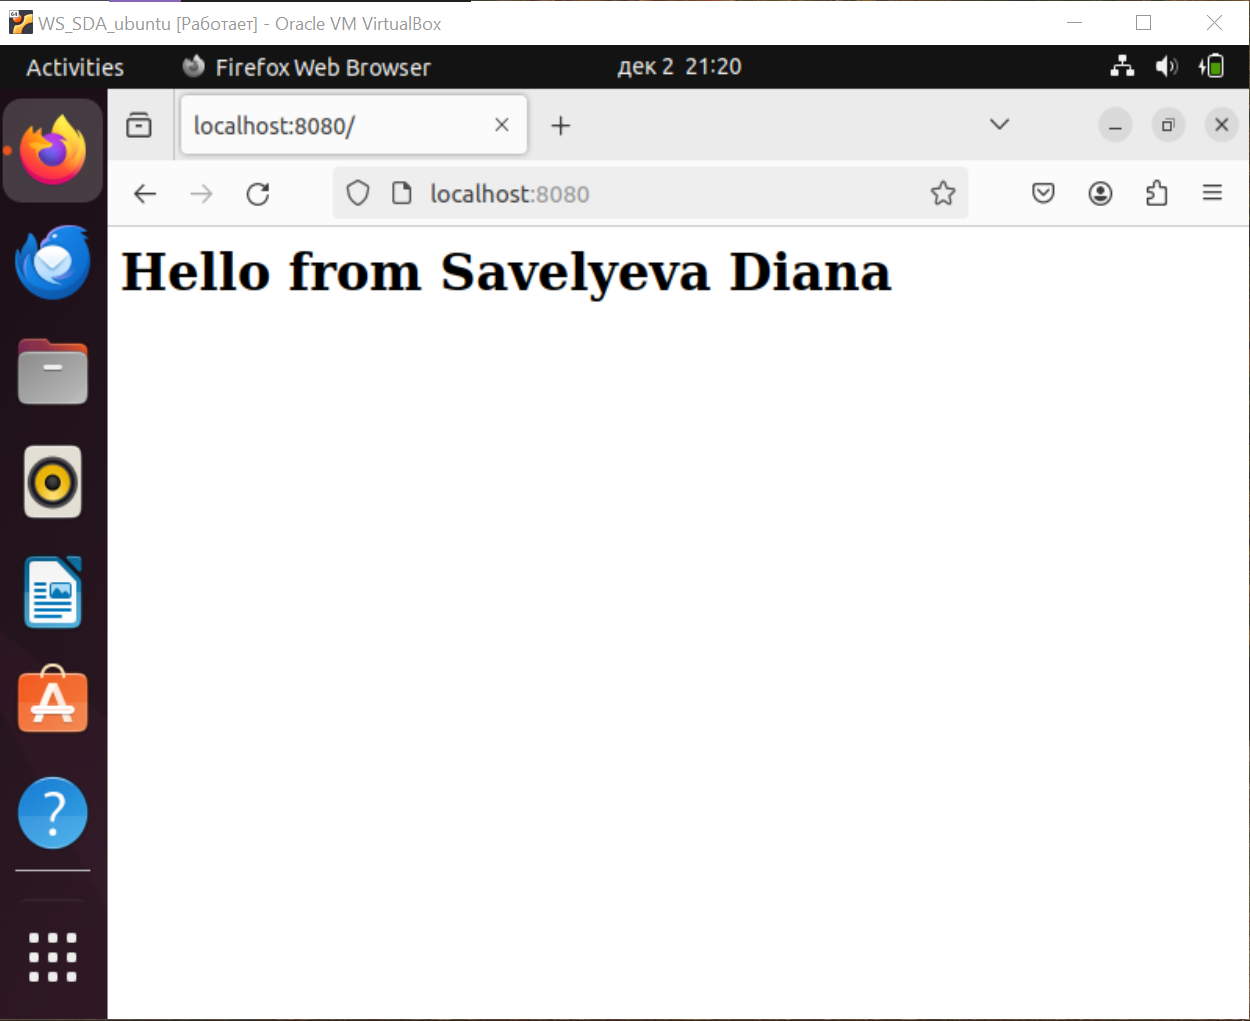 WS_SDA_ubuntu [Работает] - Oracle VM VirtualBox
Activities Firefox Web Browser дек 2 21:20
localhost:8080/
localhost:8080
Hello from Savelyeva Diana